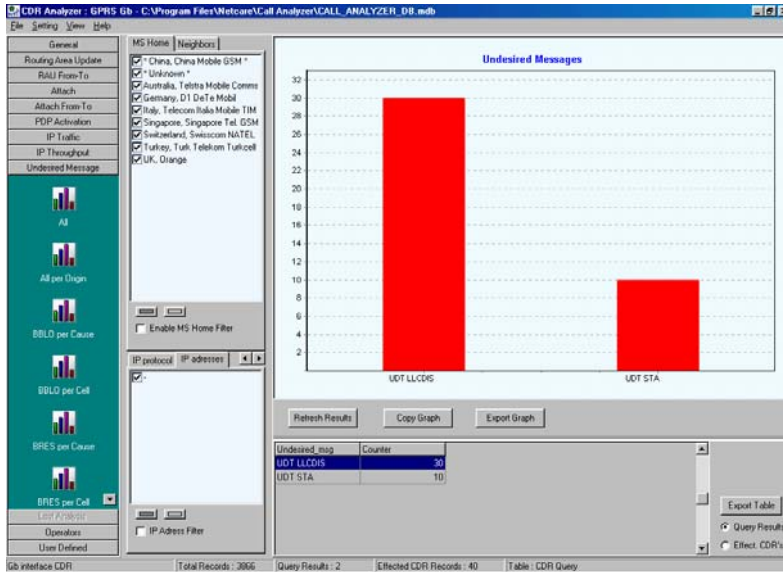 CDR Analyzer : GPRS Gb - C:\Program Files\Netcare\Call Analyzer\CALL_ANALYZER_DB.mdb
File Setting View Help
General
Routing Area Update
RAU From-To
Attach
Attach From-To
PDP Activation
IP Traffic
IP Throughput
Undesired Message
All
All per Origin
BBLO per Cause
BBLO per Cell
BRES per Cause
BRES per Cell
Last Analysis
Operators
User Defined
MS Home Neighbors
* China, China Mobile GSM *
* Unknown *
Australia, Telstra Mobile Comms
Germany, D1 DeTe Mobil
Italy, Telecom Italia Mobile TIM
Singapore, Singapore Tel. GSM
Switzerland, Swisscom NATEL
Turkey, Turk Telekom Turkcell
UK, Orange
Enable MS Home Filter
IP protocol IP adresses
-
IP Adress Filter
Undesired Messages
32
30
28
26
24
22
20
18
16
14
12
10
8
6
4
2
UDT LLCDIS UDT STA
Refresh Results Copy Graph Export Graph
Undesired_msg Counter
UDT LLCDIS 30
UDT STA 10
Export Table
Query Results
Effect. CDR's
Gb interface CDR Total Records : 3866 Query Results : 2 Effected CDR Records : 40 Table : CDR Query